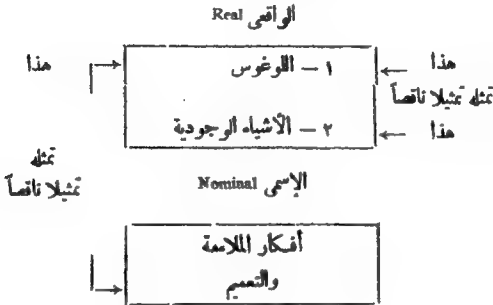 الواقعى Real
هذا
١ – اللوغوس
هذا
تمثله تمثيلا ناقصاً
٢ – الأشياء الوجودية
هذا
تمثله
تمثيلا ناقصاً
الإسمى Nominal
أفكار الملاءمة
والتعميم